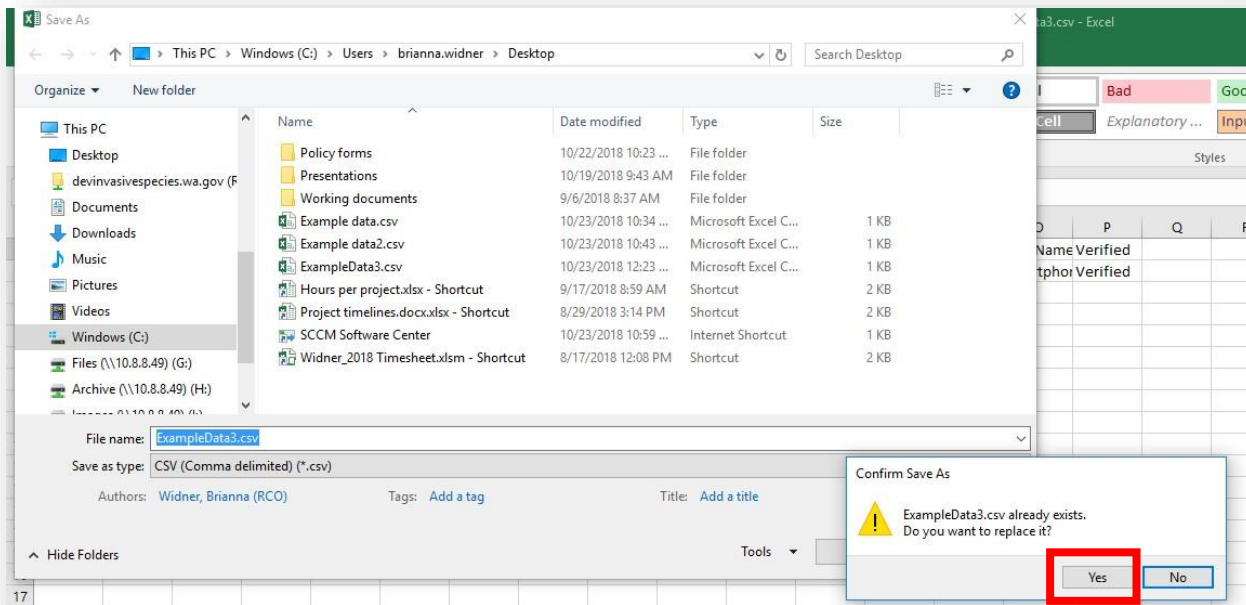 Save As
ta3.csv - Excel
This PC > Windows (C:) > Users > brianna.widner > Desktop
Search Desktop
Organize
New folder
Bad
Cell
Explanatory ...
Styles
This PC
Desktop
devinvasivespecies.wa.gov (F
Documents
Downloads
Music
Pictures
Videos
Windows (C:)
Files (\\10.8.8.49) (G:)
Archive (\\10.8.8.49) (H:)
Name Date modified Type Size
Policy forms 10/22/2018 10:23 ... File folder
Presentations 10/19/2018 9:43 AM File folder
Working documents 9/6/2018 8:37 AM File folder
Example data.csv 10/23/2018 10:34 ... Microsoft Excel C... 1 KB
Example data2.csv 10/23/2018 10:43 ... Microsoft Excel C... 1 KB
ExampleData3.csv 10/23/2018 12:23 ... Microsoft Excel C... 1 KB
Hours per project.xlsx - Shortcut 9/17/2018 8:59 AM Shortcut 2 KB
Project timelines.docx.xlsx - Shortcut 8/29/2018 3:14 PM Shortcut 2 KB
SCCM Software Center 10/23/2018 10:59 ... Internet Shortcut 1 KB
Widner_2018 Timesheet.xlsm - Shortcut 8/17/2018 12:08 PM Shortcut 2 KB
P Q
Name Verified
tphor Verified
File name: ExampleData3.csv
Save as type: CSV (Comma delimited) (*.csv)
Authors: Widner, Brianna (RCO)
Tags: Add a tag
Title: Add a title
Hide Folders
Tools
Confirm Save As
ExampleData3.csv already exists.
Do you want to replace it?
Yes
No
17